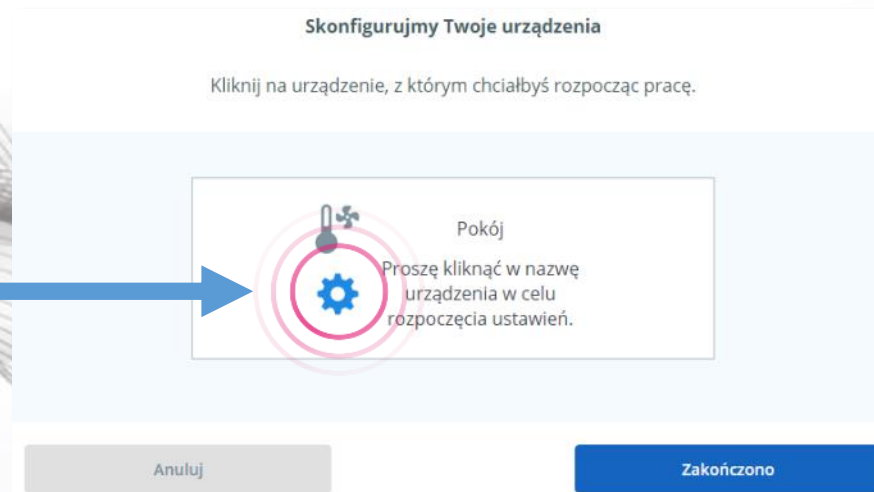 Skonfigurujmy Twoje urządzenia
Kliknij na urządzenie, z którym chciałbyś rozpocząc pracę.
Pokój
Proszę kliknąć w nazwę
urządzenia w celu
rozpoczęcia ustawień.
Anuluj
Zakończono